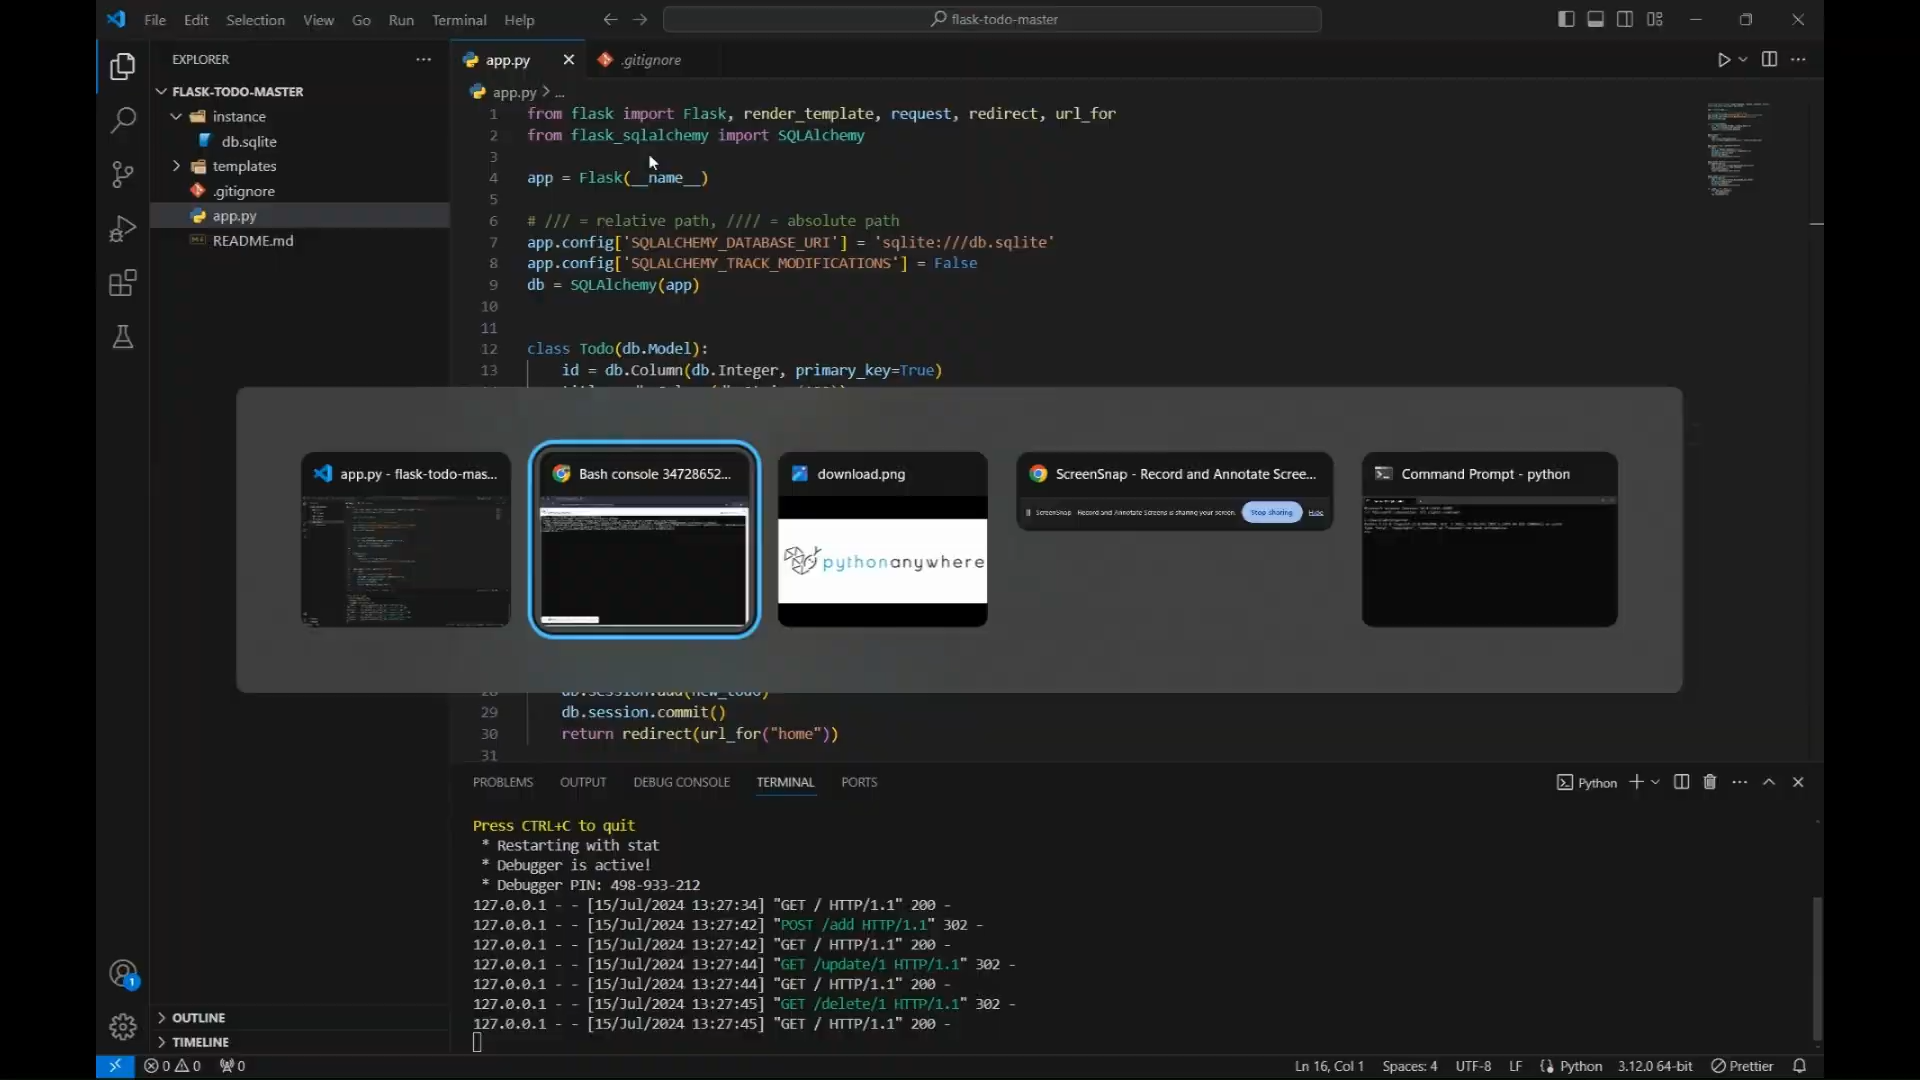 File Edit Selection View Go Run Terminal Help
flask-todo-master
EXPLORER
FLASK-TODO-MASTER
instance
db.sqlite
templates
.gitignore
app.py
README.md
OUTLINE
TIMELINE
app.py
.gitignore
app.py > ...
1 from flask import Flask, render_template, request, redirect, url_for
2 from flask_sqlalchemy import SQLAlchemy
3
4 app = Flask(__name__)
5
6 # /// = relative path, //// = absolute path
7 app.config['SQLALCHEMY_DATABASE_URI'] = 'sqlite:///db.sqlite'
8 app.config['SQLALCHEMY_TRACK_MODIFICATIONS'] = False
9 db = SQLAlchemy(app)
10
11
12 class Todo(db.Model):
13 id = db.Column(db.Integer, primary_key=True)
app.py - flask-todo-mas...
Bash console 34728652...
download.png
pythonanywhere
ScreenSnap - Record and Annotate Scree...
ScreenSnap - Record and Annotate Screens is sharing your screen.
Stop sharing
Hide
Command Prompt - python
28 db.session.add(new_todo)
29 db.session.commit()
30 return redirect(url_for("home"))
31
PROBLEMS OUTPUT DEBUG CONSOLE TERMINAL PORTS
Python
Press CTRL+C to quit
* Restarting with stat
* Debugger is active!
* Debugger PIN: 498-933-212
127.0.0.1 - - [15/Jul/2024 13:27:34] "GET / HTTP/1.1" 200 -
127.0.0.1 - - [15/Jul/2024 13:27:42] "POST /add HTTP/1.1" 302 -
127.0.0.1 - - [15/Jul/2024 13:27:42] "GET / HTTP/1.1" 200 -
127.0.0.1 - - [15/Jul/2024 13:27:44] "GET /update/1 HTTP/1.1" 302 -
127.0.0.1 - - [15/Jul/2024 13:27:44] "GET / HTTP/1.1" 200 -
127.0.0.1 - - [15/Jul/2024 13:27:45] "GET /delete/1 HTTP/1.1" 302 -
127.0.0.1 - - [15/Jul/2024 13:27:45] "GET / HTTP/1.1" 200 -
1
0 0 0
Ln 16, Col 1 Spaces: 4 UTF-8 LF Python 3.12.0 64-bit Prettier